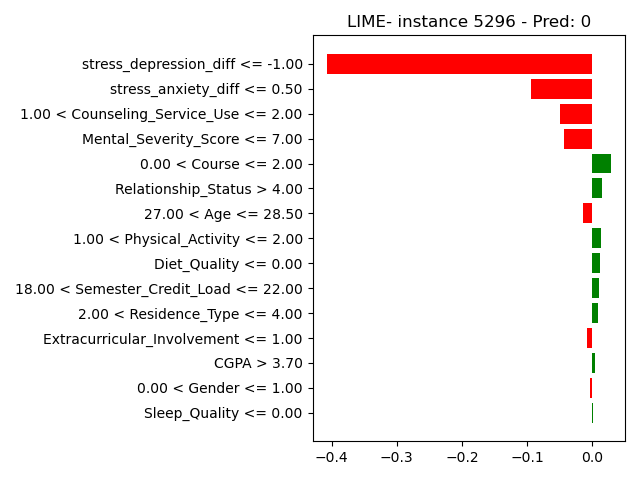 LIME- instance 5296 - Pred: 0
stress_depression_diff <= -1.00
stress_anxiety_diff <= 0.50
1.00 < Counseling_Service_Use <= 2.00
Mental_Severity_Score <= 7.00
0.00 < Course <= 2.00
Relationship_Status > 4.00
27.00 < Age <= 28.50
1.00 < Physical_Activity <= 2.00
Diet_Quality <= 0.00
18.00 < Semester_Credit_Load <= 22.00
2.00 < Residence_Type <= 4.00
Extracurricular_Involvement <= 1.00
CGPA > 3.70
0.00 < Gender <= 1.00
Sleep_Quality <= 0.00
−0.4 −0.3 −0.2 −0.1 0.0